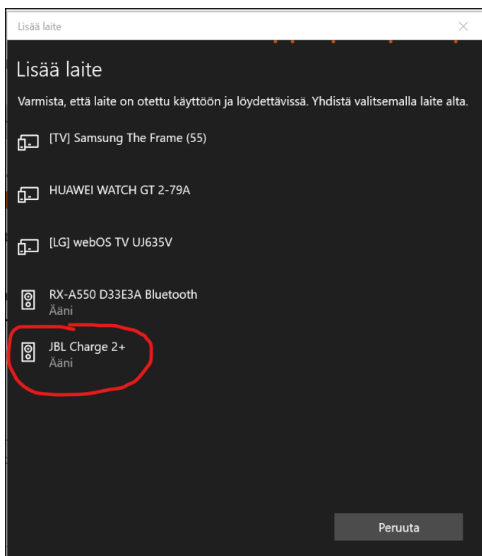 Lisää laite
Lisää laite
Varmista, että laite on otettu käyttöön ja löydettävissä. Yhdistä valitsemalla laite alta.
[TV] Samsung The Frame (55)
HUAWEI WATCH GT 2-79A
[LG] webOS TV UJ635V
RX-A550 D33E3A Bluetooth
Ääni
JBL Charge 2+
Ääni
Peruuta